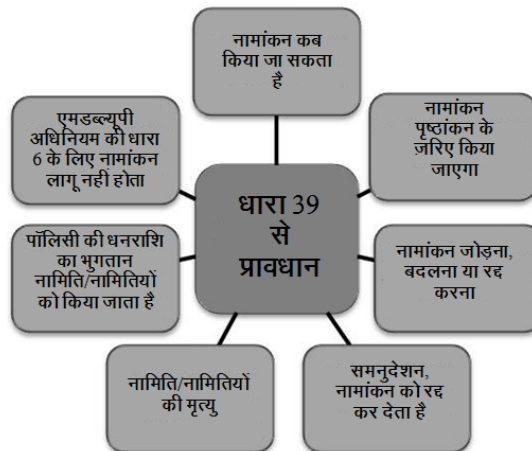 नामांकन कब
किया जा सकता
है
नामांकन
पृष्ठांकन के
ज़रिए किया
जाएगा
नामांकन जोड़ना,
बदलना या रद्द
करना
समनुदेशन,
नामांकन को रद्द
कर देता है
नामिति/नामितियों
की मृत्यु
पॉलिसी की धनराशि
का भुगतान
नामिति/नामितियों
को किया जाता है
एमडब्ल्यूपी
अधिनियम की धारा
6 के लिए नामांकन
लागू नहीं होता
धारा 39
से
प्रावधान